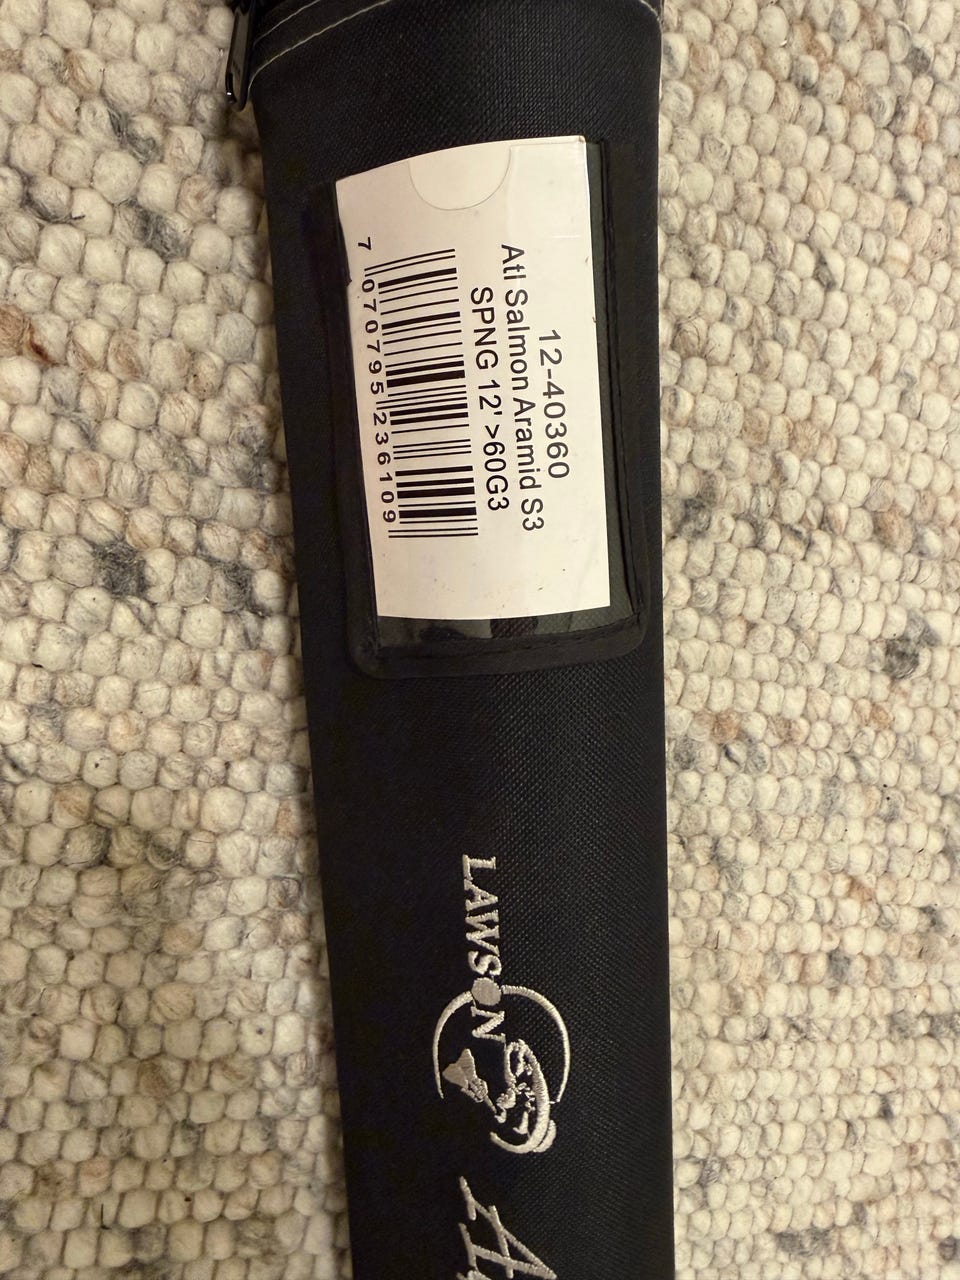 12-40360
Atl Salmon Aramid S3
SPNG 12' >60G3
7 070795 236109
LAWSON